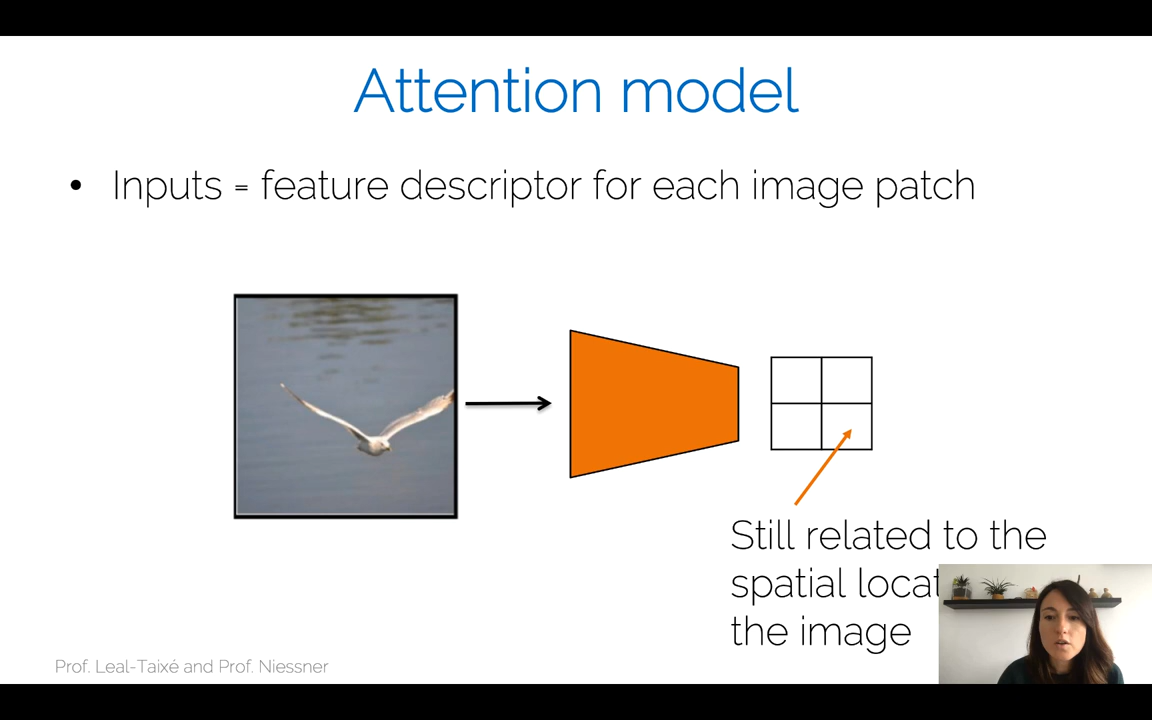 Attention model
• Inputs = feature descriptor for each image patch
Still related to the
spatial
the image
Prof. Leal-Taixé and Prof. Niessner